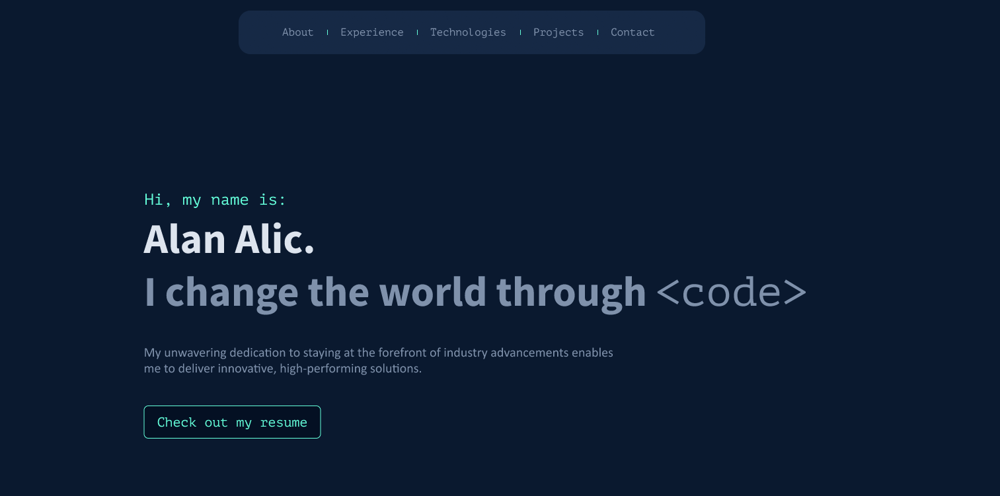 About | Experience | Technologies | Projects | Contact
Hi, my name is:
Alan Alic.
I change the world through <code>
My unwavering dedication to staying at the forefront of industry advancements enables
me to deliver innovative, high-performing solutions.
Check out my resume